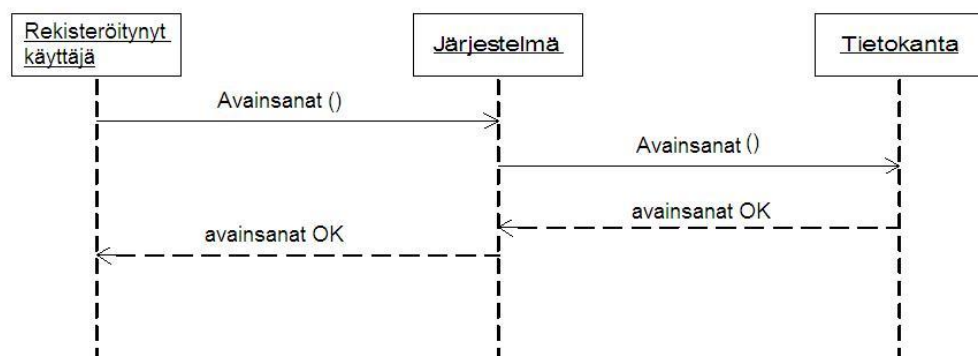 Rekisteröitynyt
käyttäjä
Järjestelmä
Tietokanta
Avainsanat ()
Avainsanat ()
avainsanat OK
avainsanat OK